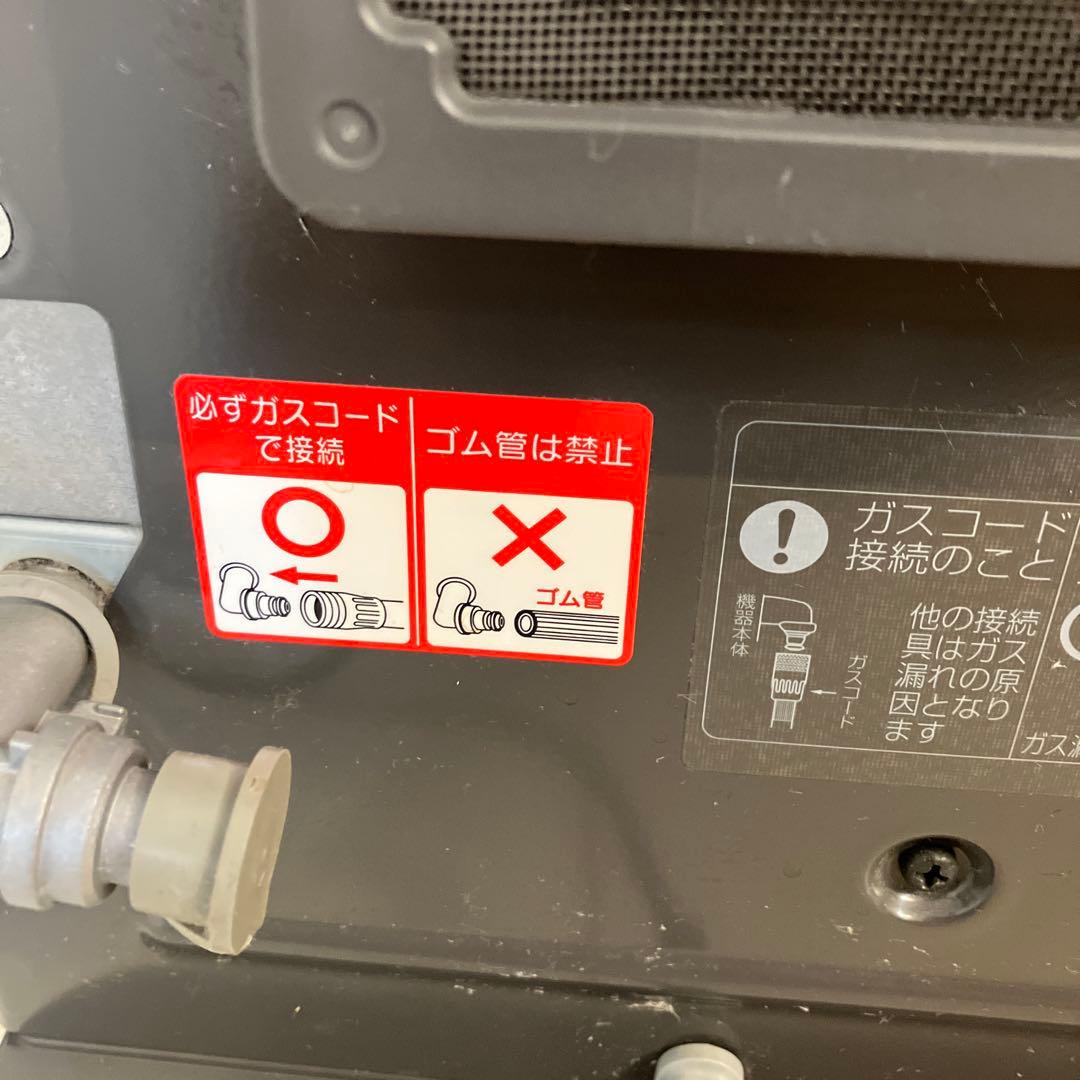 必ずガスコード
で接続
ゴム管は禁止
ゴム管
ガスコード
接続のこと
機器本体
ガスコード
他の接続
具はガス
漏れの原
因となり
ます
ガス